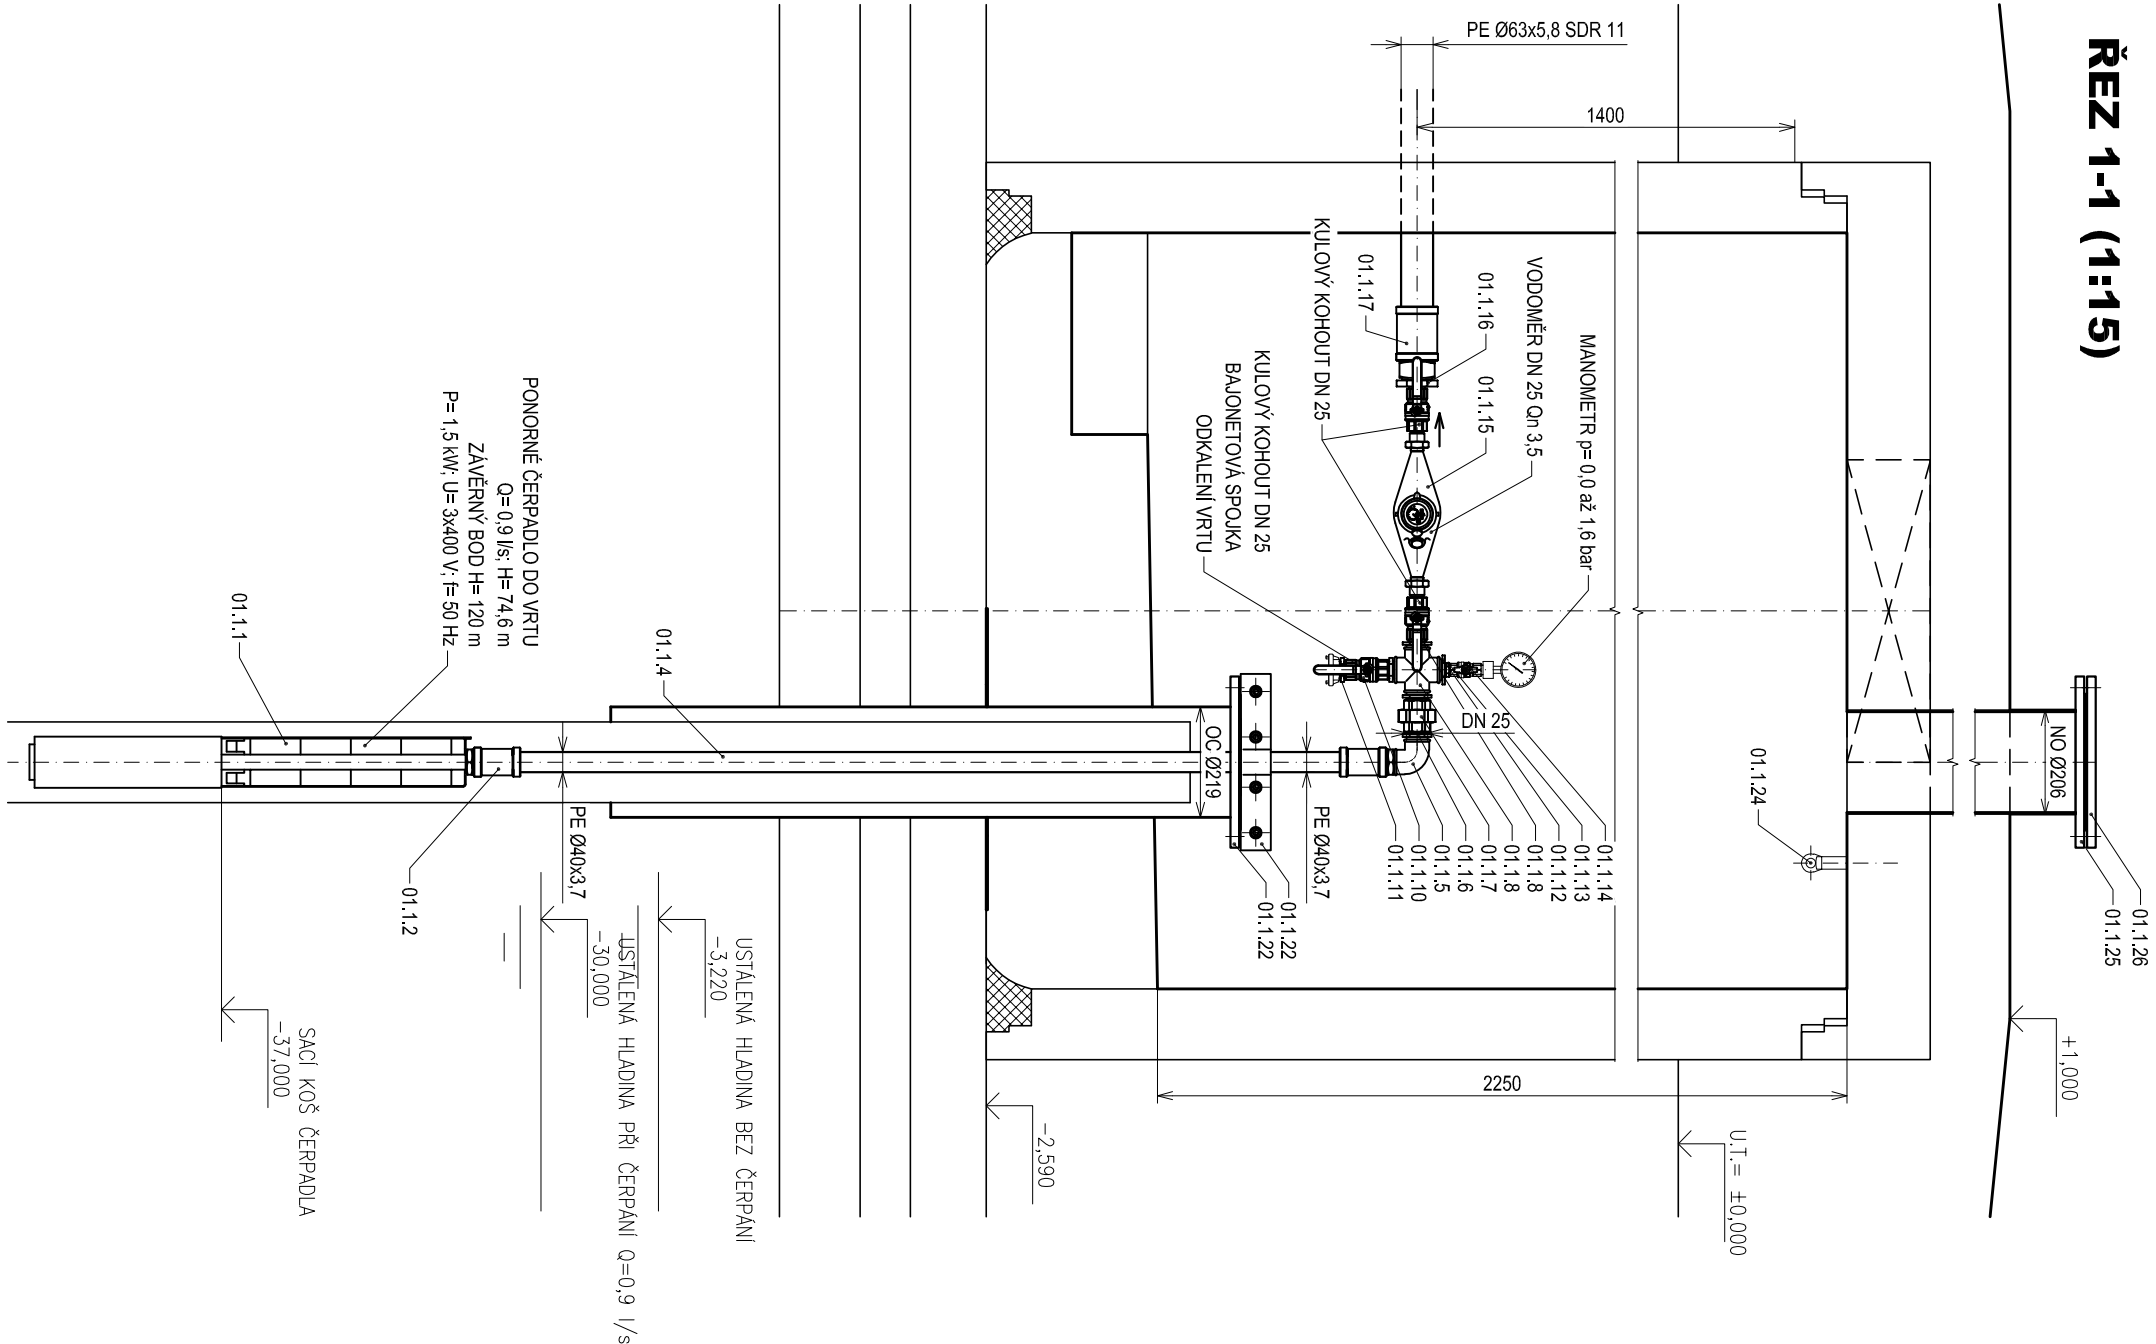 ŘEZ 1-1 (1:15)
PE Ø63x5,8 SDR 11
1400
KULOVÝ KOHOUT DN 25
01.1.17
01.1.16
VODOMĚR DN 25 Qn 3,5
01.1.15
MANOMETR p= 0,0 až 1,6 bar
KULOVÝ KOHOUT DN 25
BAJONETOVÁ SPOJKA
ODKALENÍ VRTU
PONORNÉ ČERPADLO DO VRTU
Q= 0,9 l/s; H= 74,6 m
ZÁVĚRNÝ BOD H= 120 m
P= 1,5 kW; U= 3x400 V; f= 50 Hz
01.1.1
01.1.4
DN 25
OC Ø219
NO Ø206
01.1.24
PE Ø40x3,7
PE Ø40x3,7
01.1.2
01.1.14
01.1.13
01.1.12
01.1.8
01.1.8
01.1.7
01.1.6
01.1.5
01.1.10
01.1.11
01.1.22
01.1.22
01.1.26
01.1.25
+1,000
2250
U.T.= ±0,000
-2,590
USTÁLENÁ HLADINA BEZ ČERPÁNÍ
-3,220
USTÁLENÁ HLADINA PŘI ČERPÁNÍ Q=0,9 l/s
-30,000
SACÍ KOŠ ČERPADLA
-37,000